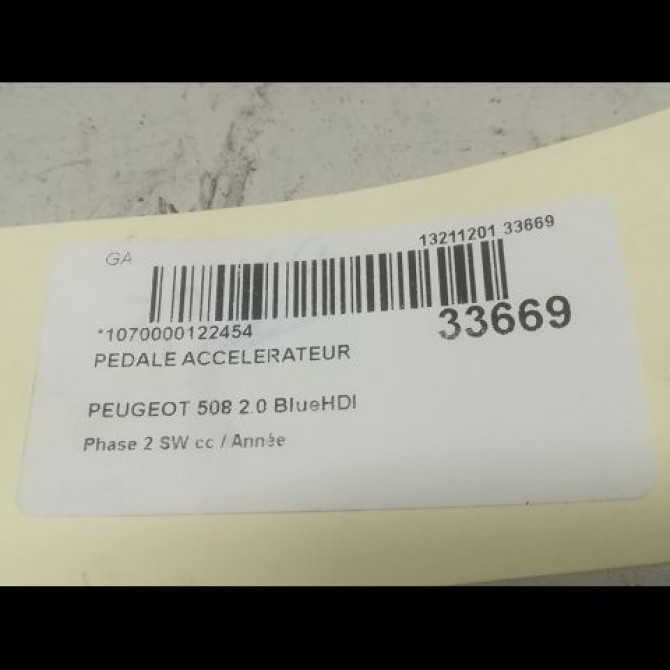 GA
13211201 33669
*1070000122454
33669
PEDALE ACCELERATEUR
PEUGEOT 508 2.0 BlueHDI
Phase 2 SW cc / Année